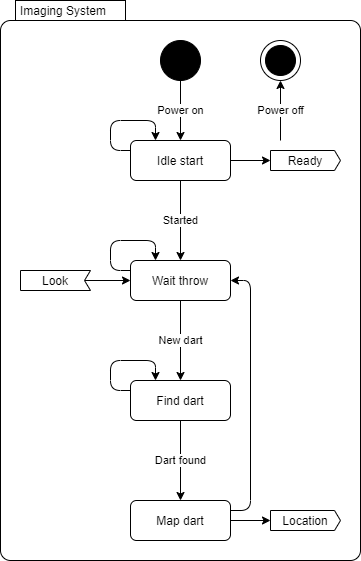 Imaging System
Power on
Power off
Idle start
Ready
Started
Look
Wait throw
New dart
Find dart
Dart found
Map dart
Location